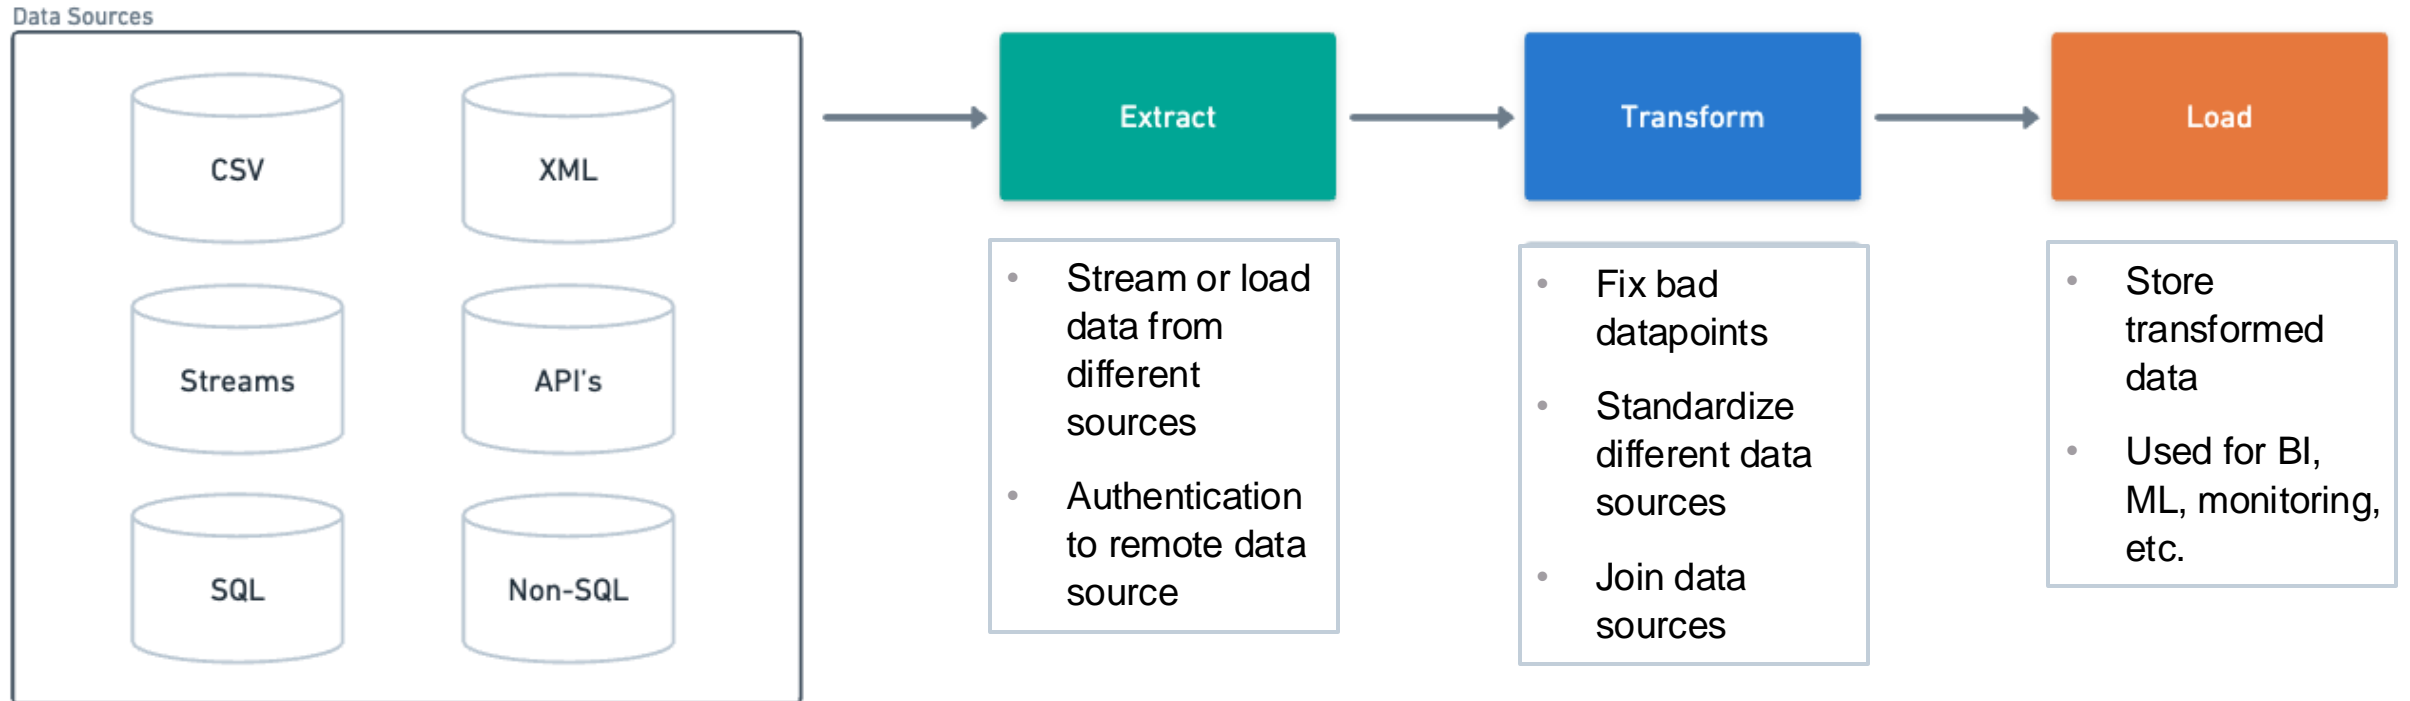 Data Sources
CSV
XML
Streams
API's
SQL
Non-SQL
Extract
• Stream or load
data from
different
sources
• Authentication
to remote data
source
Transform
• Fix bad
datapoints
• Standardize
different data
sources
• Join data
sources
Load
• Store
transformed
data
• Used for BI,
ML, monitoring,
etc.